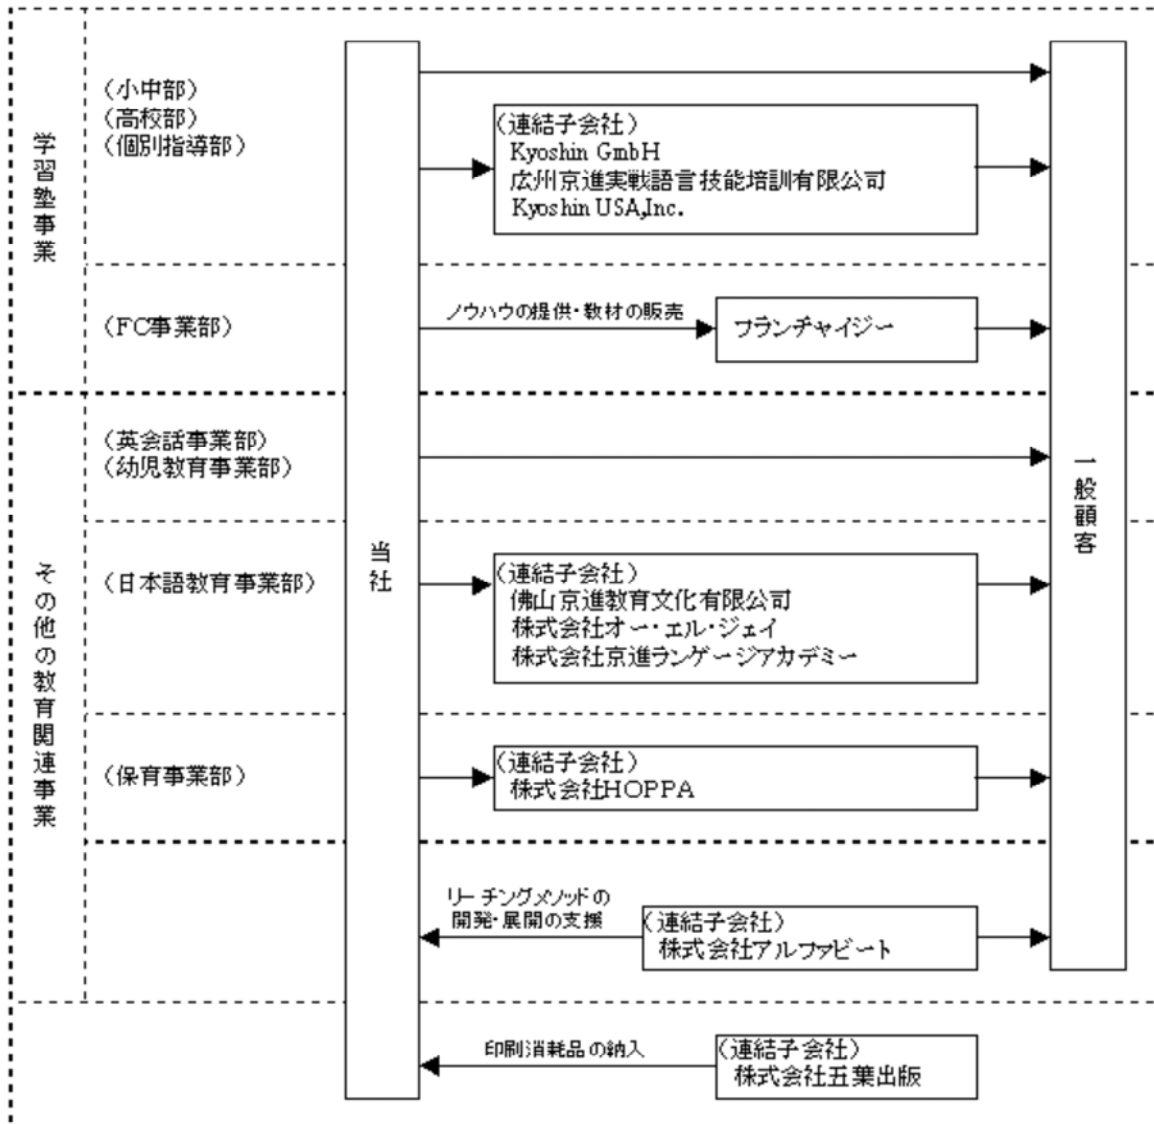 学習塾事業
（小中部）
（高校部）
（個別指導部）
（連結子会社）
Kyoshin GmbH
広州京進実戦語言技能培訓有限公司
Kyoshin USA,Inc.
（FC事業部）
ノウハウの提供・教材の販売
フランチャイジー
その他の教育関連事業
（英会話事業部）
（幼児教育事業部）
当社
一般顧客
（日本語教育事業部）
（連結子会社）
佛山京進教育文化有限公司
株式会社オー・エル・ジェイ
株式会社京進ランゲージアカデミー
（保育事業部）
（連結子会社）
株式会社HOPPA
リーチングメソッドの
開発・展開の支援
（連結子会社）
株式会社アルファビート
印刷消耗品の納入
（連結子会社）
株式会社五葉出版